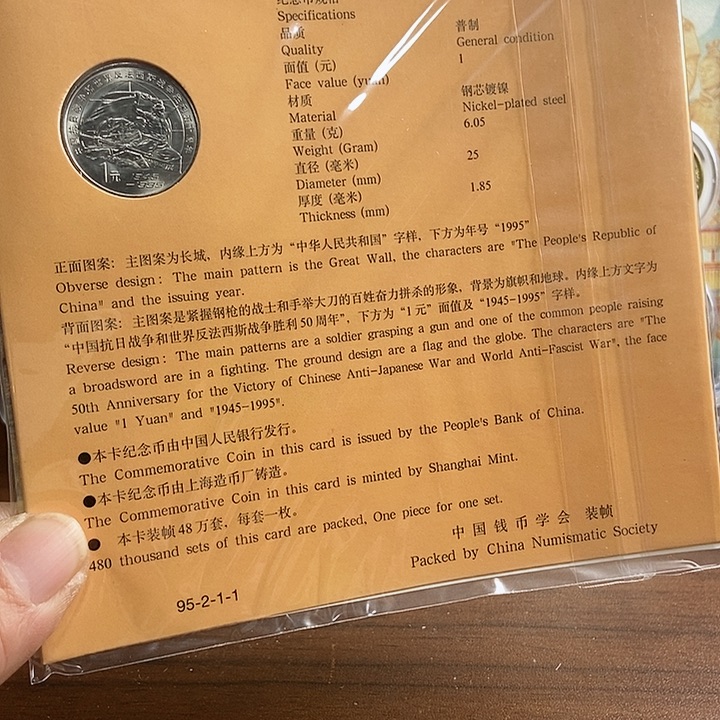 纪念币规格
Specifications
品质 普制
Quality General condition
面值 (元) 1
Face value (yuan)
材质 钢芯镀镍
Material Nickel-plated steel
重量 (克) 6.05
Weight (Gram)
直径 (毫米) 25
Diameter (mm)
厚度 (毫米) 1.85
Thickness (mm)
1元
1945
—1995
正面图案：主图案为长城，内缘上方为“中华人民共和国”字样，下方为年号“1995”
Obverse design: The main pattern is the Great Wall, the characters are "The People's Republic of
China" and the issuing year.
背面图案：主图案是紧握钢枪的战士和手举大刀的百姓奋力拼杀的形象，背景为旗帜和地球。内缘上方文字为
“中国抗日战争和世界反法西斯战争胜利50周年”，下方为“1元”面值及“1945-1995”字样。
Reverse design: The main patterns are a soldier grasping a gun and one of the common people raising
a broadsword are in a fighting. The ground design are a flag and the globe. The characters are "The
50th Anniversary for the Victory of Chinese Anti-Japanese War and World Anti-Fascist War", the face
value "1 Yuan" and "1945-1995".
●本卡纪念币由中国人民银行发行。
The Commemorative Coin in this card is issued by the People's Bank of China.
●本卡纪念币由上海造币厂铸造。
The Commemorative Coin in this card is minted by Shanghai Mint.
● 本卡装帧48万套，每套一枚。
480 thousand sets of this card are packed, One piece for one set.
中国钱币学会 装帧
Packed by China Numismatic Society
95-2-1-1